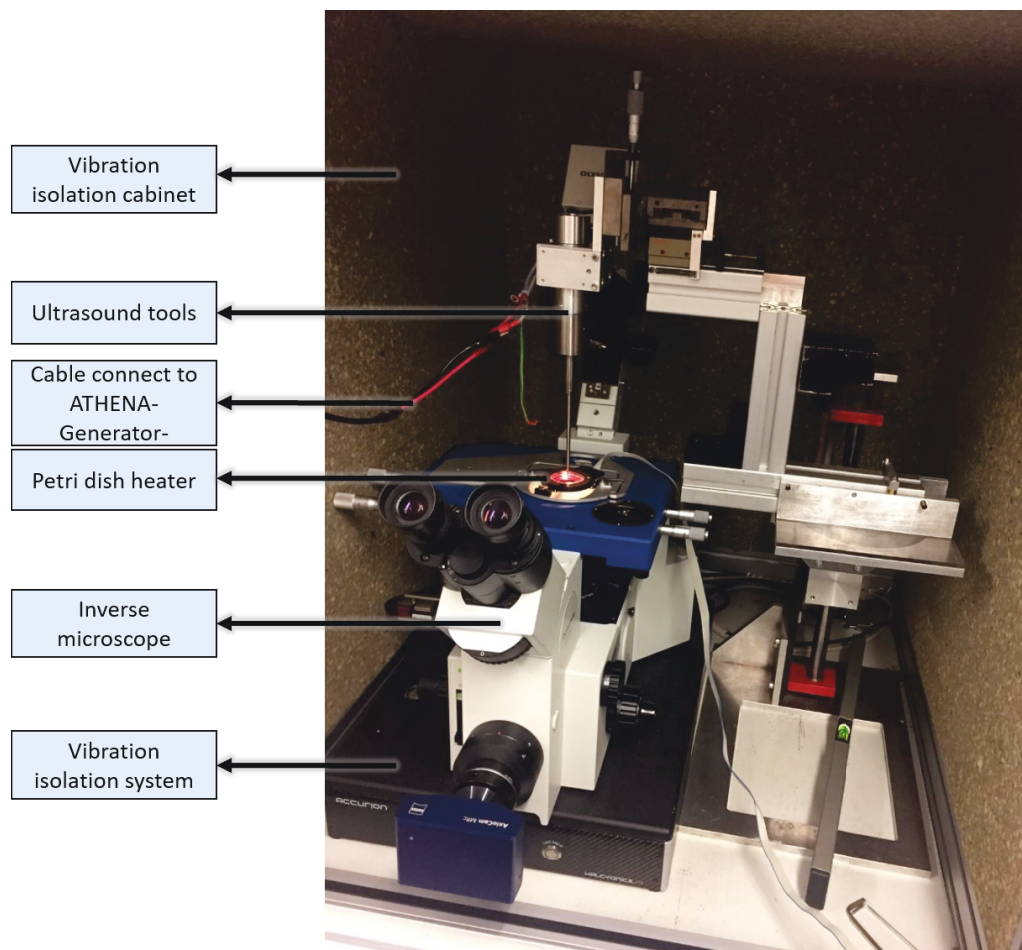 Vibration
isolation cabinet
Ultrasound tools
Cable connect to
ATHENA-
Generator-
Petri dish heater
Inverse
microscope
Vibration
isolation system
ACCURION
AxioCam MRc
HALCYONICS